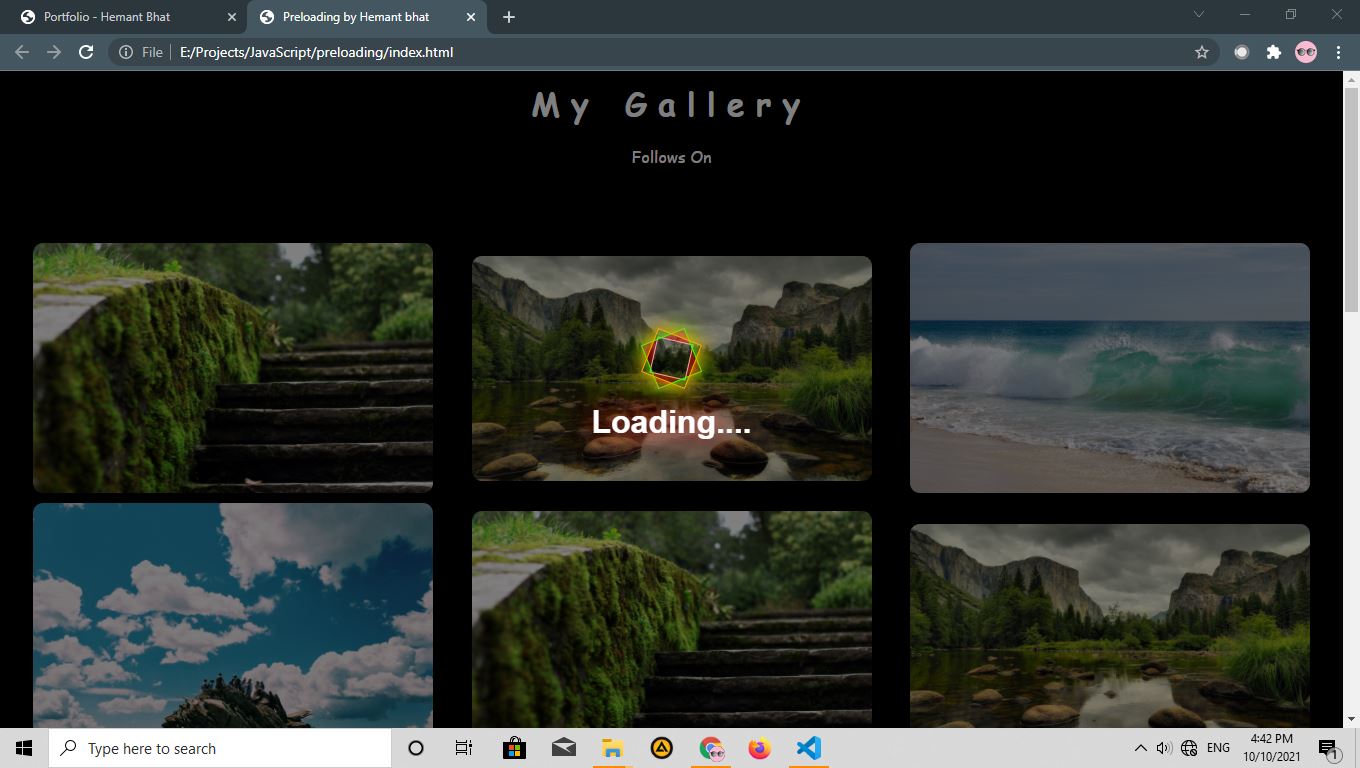 Portfolio - Hemant Bhat
Preloading by Hemant bhat
File
E:/Projects/JavaScript/preloading/index.html
My Gallery
Follows On
Loading....
Type here to search
ENG
4:42 PM
10/10/2021
1